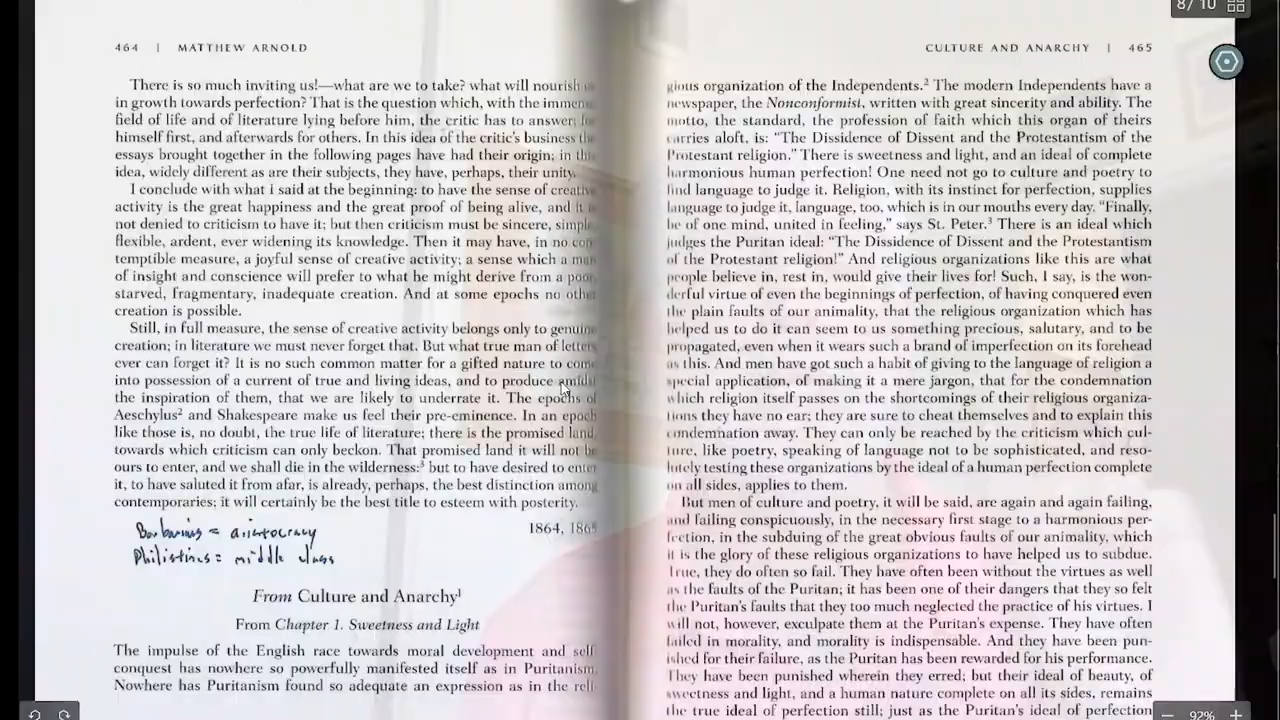 8/10
464 | MATTHEW ARNOLD
There is so much inviting us!—what are we to take? what will nourish
in growth towards perfection? That is the question which, with the immen
field of life and of literature lying before him, the critic has to answer;
himself first, and afterwards for others. In this idea of the critic's business the
essays brought together in the following pages have had their origin; in this
idea, widely different as are their subjects, they have, perhaps, their unity.
I conclude with what I said at the beginning: to have the sense of creative
activity is the great happiness and the great proof of being alive, and it is
not denied to criticism to have it; but then criticism must be sincere, simple
flexible, ardent, ever widening its knowledge. Then it may have, in no con
temptible measure, a joyful sense of creative activity; a sense which a man
of insight and conscience will prefer to what he might derive from a poor
starved, fragmentary, inadequate creation. And at some epochs no other
creation is possible.
Still, in full measure, the sense of creative activity belongs only to genuine
creation; in literature we must never forget that. But what true man of letters
ever can forget it? It is no such common matter for a gifted nature to come
into possession of a current of true and living ideas, and to produce amidst
the inspiration of them, that we are likely to underrate it. The epochs of
Aeschylus² and Shakespeare make us feel their pre-eminence. In an epoch
like those is, no doubt, the true life of literature; there is the promised land
towards which criticism can only beckon. That promised land it will not be
ours to enter, and we shall die in the wilderness:³ but to have desired to enter
it, to have saluted it from afar, is already, perhaps, the best distinction among
contemporaries; it will certainly be the best title to esteem with posterity.
1864, 1865
Barbarians = aristocracy
Philistines = middle class
From Culture and Anarchy¹
From Chapter 1. Sweetness and Light
The impulse of the English race towards moral development and self
conquest has nowhere so powerfully manifested itself as in Puritanism.
Nowhere has Puritanism found so adequate an expression as in the reli
CULTURE AND ANARCHY | 465
gious organization of the Independents.² The modern Independents have a
newspaper, the Nonconformist, written with great sincerity and ability. The
motto, the standard, the profession of faith which this organ of theirs
carries aloft, is: "The Dissidence of Dissent and the Protestantism of the
Protestant religion." There is sweetness and light, and an ideal of complete
harmonious human perfection! One need not go to culture and poetry to
find language to judge it. Religion, with its instinct for perfection, supplies
language to judge it, language, too, which is in our mouths every day. "Finally,
be of one mind, united in feeling," says St. Peter.³ There is an ideal which
judges the Puritan ideal: "The Dissidence of Dissent and the Protestantism
of the Protestant religion!" And religious organizations like this are what
people believe in, rest in, would give their lives for! Such, I say, is the won-
derful virtue of even the beginnings of perfection, of having conquered even
the plain faults of our animality, that the religious organization which has
helped us to do it can seem to us something precious, salutary, and to be
propagated, even when it wears such a brand of imperfection on its forehead
as this. And men have got such a habit of giving to the language of religion a
special application, of making it a mere jargon, that for the condemnation
which religion itself passes on the shortcomings of their religious organiza-
tions they have no ear; they are sure to cheat themselves and to explain this
condemnation away. They can only be reached by the criticism which cul-
ture, like poetry, speaking of language not to be sophisticated, and reso-
lutely testing these organizations by the ideal of a human perfection complete
on all sides, applies to them.
But men of culture and poetry, it will be said, are again and again failing,
and failing conspicuously, in the necessary first stage to a harmonious per-
fection, in the subduing of the great obvious faults of our animality, which
it is the glory of these religious organizations to have helped us to subdue.
True, they do often so fail. They have often been without the virtues as well
as the faults of the Puritan; it has been one of their dangers that they so felt
the Puritan's faults that they too much neglected the practice of his virtues. I
will not, however, exculpate them at the Puritan's expense. They have often
failed in morality, and morality is indispensable. And they have been pun-
ished for their failure, as the Puritan has been rewarded for his performance.
They have been punished wherein they erred; but their ideal of beauty, of
sweetness and light, and a human nature complete on all its sides, remains
the true ideal of perfection still; just as the Puritan's ideal of perfection
92%